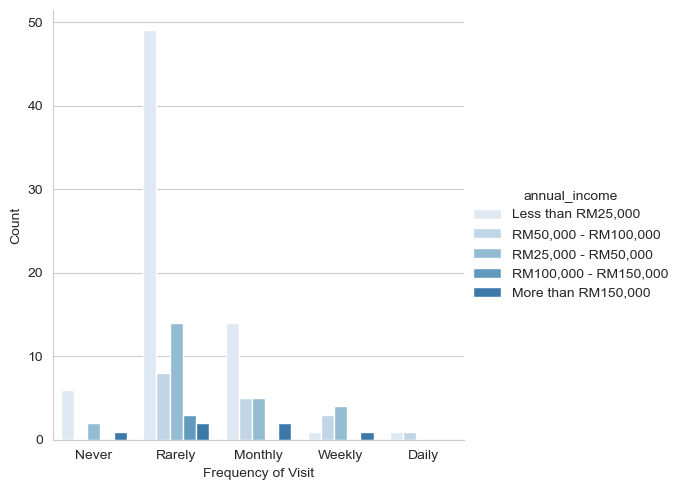 50
40
30
20
10
0
Count
Never Rarely Monthly Weekly Daily
Frequency of Visit
annual_income
Less than RM25,000
RM50,000 - RM100,000
RM25,000 - RM50,000
RM100,000 - RM150,000
More than RM150,000